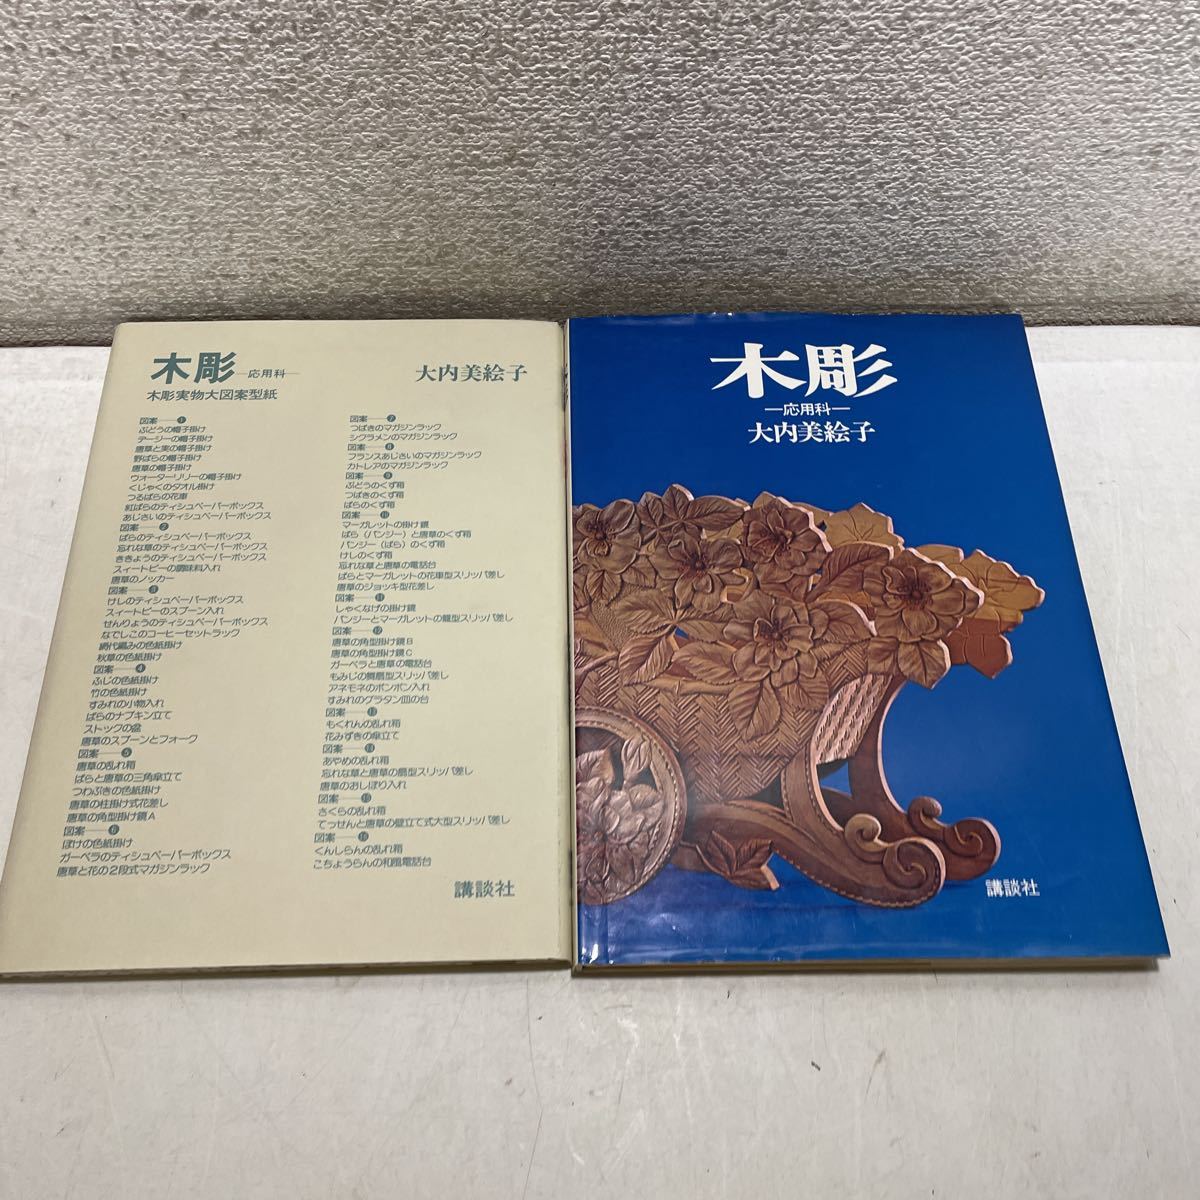 木彫
―応用科―
木彫実物大図案型紙
大内美絵子
図案――1
ぶどうの帽子掛け
デージーの帽子掛け
唐草と実の帽子掛け
野ばらの帽子掛け
唐草の帽子掛け
ウォーターリリーの帽子掛け
くじゃくのタオル掛け
つるばらの花車
紅ばらのティシュペーパーボックス
あじさいのティシュペーパーボックス
図案――2
ばらのティシュペーパーボックス
忘れな草のティシュペーパーボックス
ききょうのティシュペーパーボックス
スィートピーの調味料入れ
唐草のノッカー
図案――3
けしのティシュペーパーボックス
スィートピーのスプーン入れ
せんりょうのティシュペーパーボックス
なでしこのコーヒーセットラック
網代編みの色紙掛け
秋草の色紙掛け
図案――4
ふじの色紙掛け
竹の色紙掛け
すみれの小物入れ
ばらのナプキン立て
ストックの盆
唐草のスプーンとフォーク
図案――5
唐草の乱れ箱
ばらと唐草の三角傘立て
つわぶきの色紙掛け
唐草の柱掛け式花差し
唐草の角型掛け鏡A
図案――6
ぼけの色紙掛け
ガーベラのティシュペーパーボックス
唐草と花の2段式マガジンラック
図案――7
つばきのマガジンラック
シクラメンのマガジンラック
図案――8
フランスあじさいのマガジンラック
カトレアのマガジンラック
図案――9
ぶどうのくず箱
つばきのくず箱
ばらのくず箱
図案――10
マーガレットの掛け鏡
ばら（パンジー）と唐草のくず箱
パンジー（ばら）のくず箱
けしのくず箱
忘れな草と唐草の電話台
ばらとマーガレットの花車型スリッパ差し
唐草のジョッキ型花差し
図案――11
しゃくなげの掛け鏡
パンジーとマーガレットの籠型スリッパ差し
図案――12
唐草の角型掛け鏡B
唐草の角型掛け鏡C
ガーベラと唐草の電話台
もみじの舞扇型スリッパ差し
アネモネのボンボン入れ
すみれのグラタン皿の台
図案――13
もくれんの乱れ箱
花みずきの傘立て
図案――14
あやめの乱れ箱
忘れな草と唐草の扇型スリッパ差し
唐草のおしぼり入れ
図案――15
さくらの乱れ箱
てっせんと唐草の壁立て式大型スリッパ差し
図案――16
くんしらんの乱れ箱
こちょうらんの和風電話台
講談社
木彫
―応用科―
大内美絵子
講談社